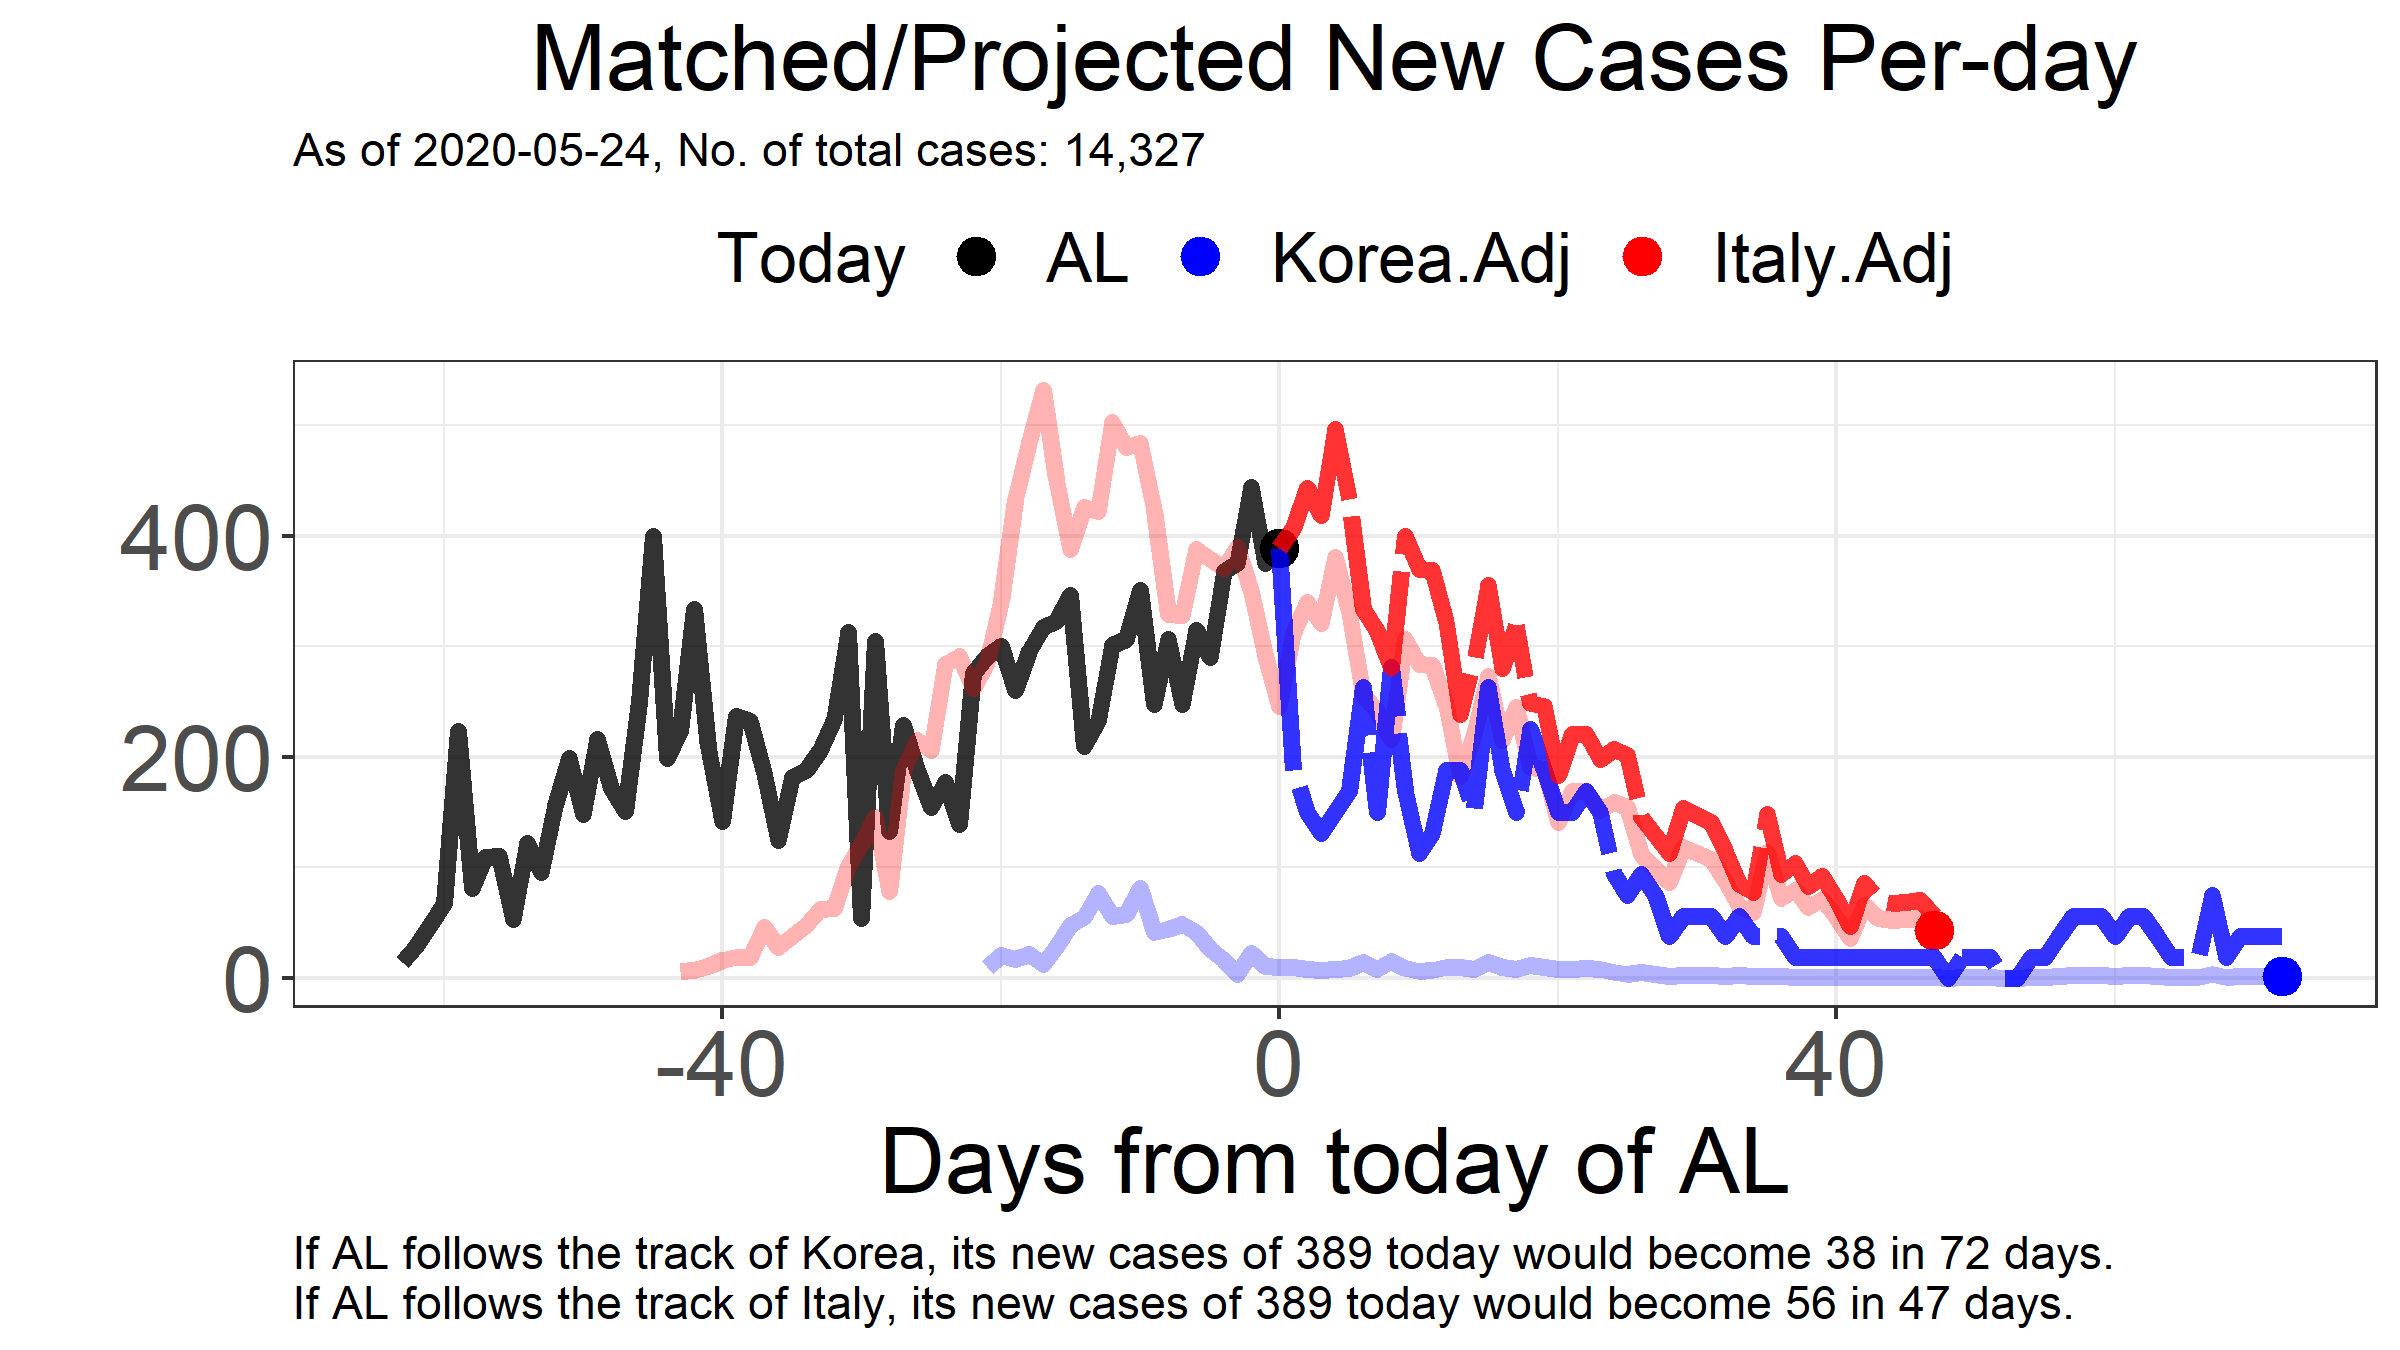 Matched/Projected New Cases Per-day
As of 2020-05-24, No. of total cases: 14,327
Today AL Korea.Adj Italy.Adj
400
200
0
-40 0 40
Days from today of AL
If AL follows the track of Korea, its new cases of 389 today would become 38 in 72 days.
If AL follows the track of Italy, its new cases of 389 today would become 56 in 47 days.